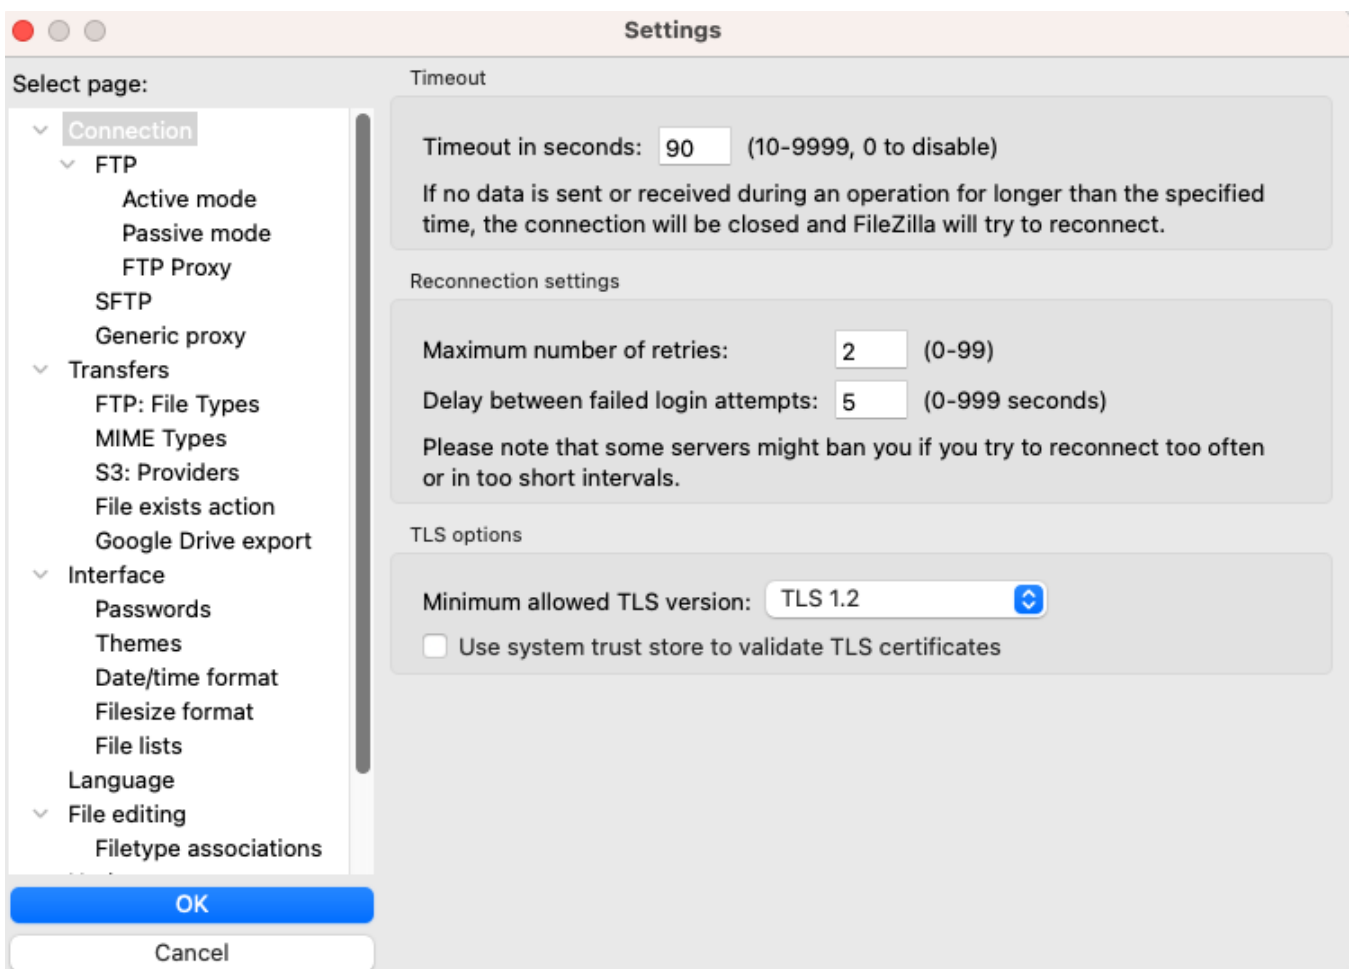 Settings
Select page:
Connection
FTP
Active mode
Passive mode
FTP Proxy
SFTP
Generic proxy
Transfers
FTP: File Types
MIME Types
S3: Providers
File exists action
Google Drive export
Interface
Passwords
Themes
Date/time format
Filesize format
File lists
Language
File editing
Filetype associations
OK
Cancel
Timeout
Timeout in seconds: 90 (10-9999, 0 to disable)
If no data is sent or received during an operation for longer than the specified
time, the connection will be closed and FileZilla will try to reconnect.
Reconnection settings
Maximum number of retries: 2 (0-99)
Delay between failed login attempts: 5 (0-999 seconds)
Please note that some servers might ban you if you try to reconnect too often
or in too short intervals.
TLS options
Minimum allowed TLS version: TLS 1.2
Use system trust store to validate TLS certificates